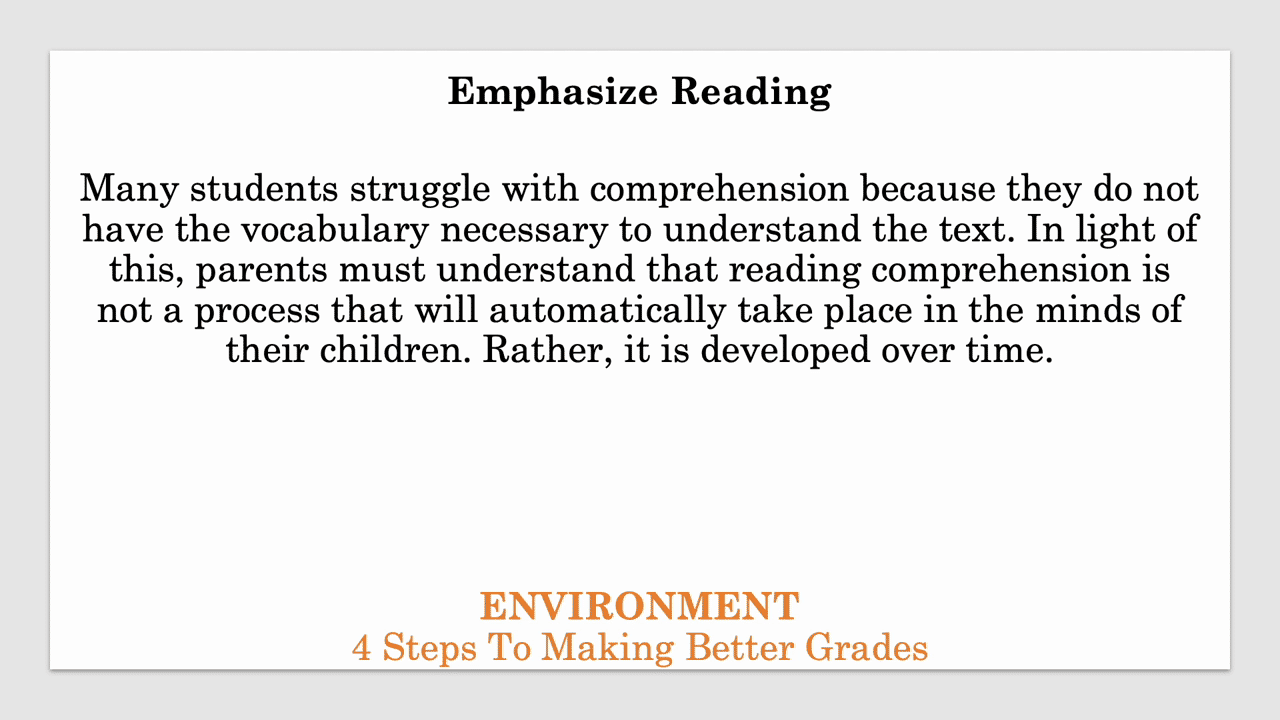 Emphasize Reading
Many students struggle with comprehension because they do not
have the vocabulary necessary to understand the text. In light of
this, parents must understand that reading comprehension is
not a process that will automatically take place in the minds of
their children. Rather, it is developed over time.
ENVIRONMENT
4 Steps To Making Better Grades